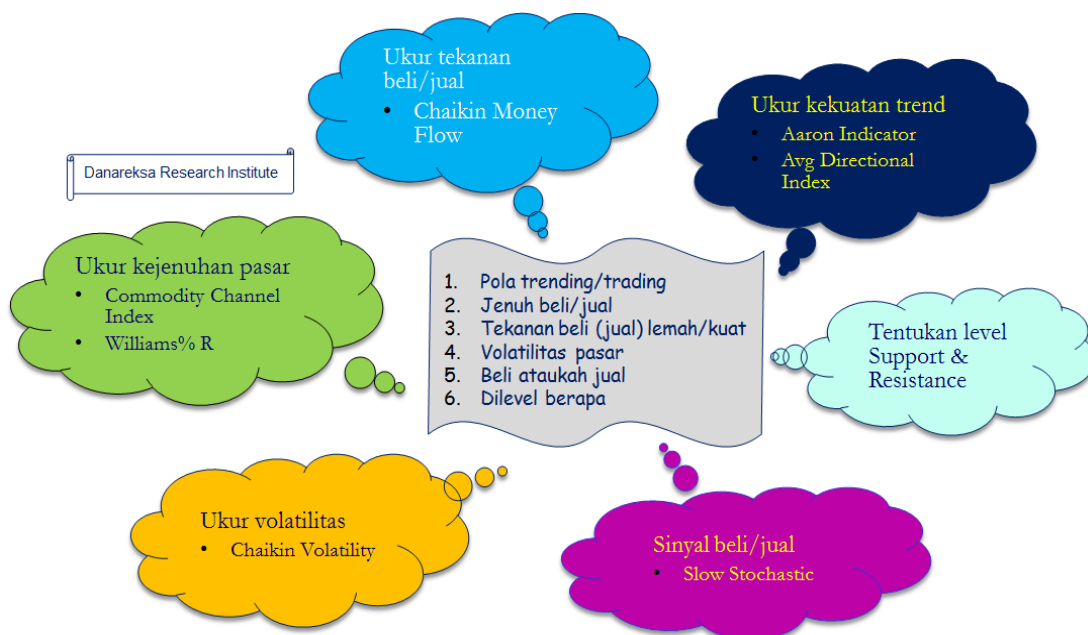 Ukur tekanan
beli/jual
• Chaikin Money
Flow
Ukur kekuatan trend
• Aaron Indicator
• Avg Directional
Index
Danareksa Research Institute
Ukur kejenuhan pasar
• Commodity Channel
Index
• Williams% R
1. Pola trending/trading
2. Jenuh beli/jual
3. Tekanan beli (jual) lemah/kuat
4. Volatilitas pasar
5. Beli ataukah jual
6. Dilevel berapa
Tentukan level
Support &
Resistance
Ukur volatilitas
• Chaikin Volatility
Sinyal beli/jual
• Slow Stochastic